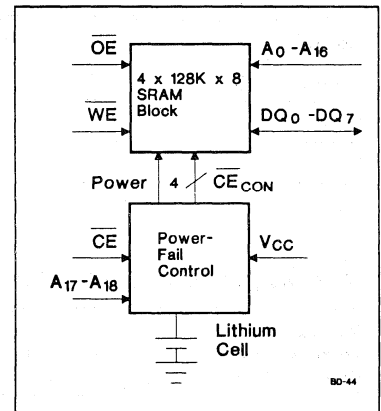 OE
A0 -A16
4 x 128K x 8
SRAM
Block
WE
DQ0 -DQ7
Power 4 CECON
CE
Power-
Fail
Control
VCC
A17 -A18
Lithium
Cell
BD-44